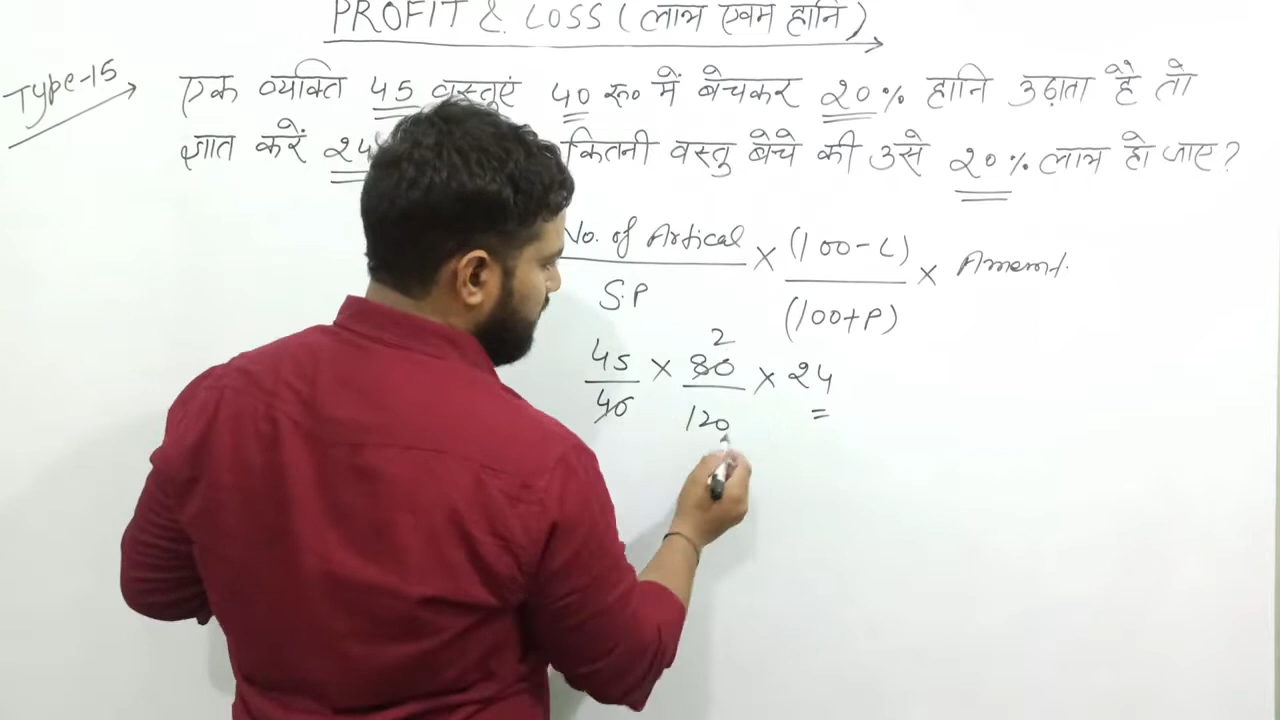 PROFIT & LOSS (लाभ एवम हानि)
Type-15
एक व्यक्ति 45 वस्तुएं 40 रू० में बेचकर 20% हानि उठाता है तो
ज्ञात करें 24 कितनी वस्तु बेचे की उसे 20% लाभ हो जाए?
No. of Artical × (100-L) × Amount.
S.P (100+P)
2
45 × 80 × 24
40 120